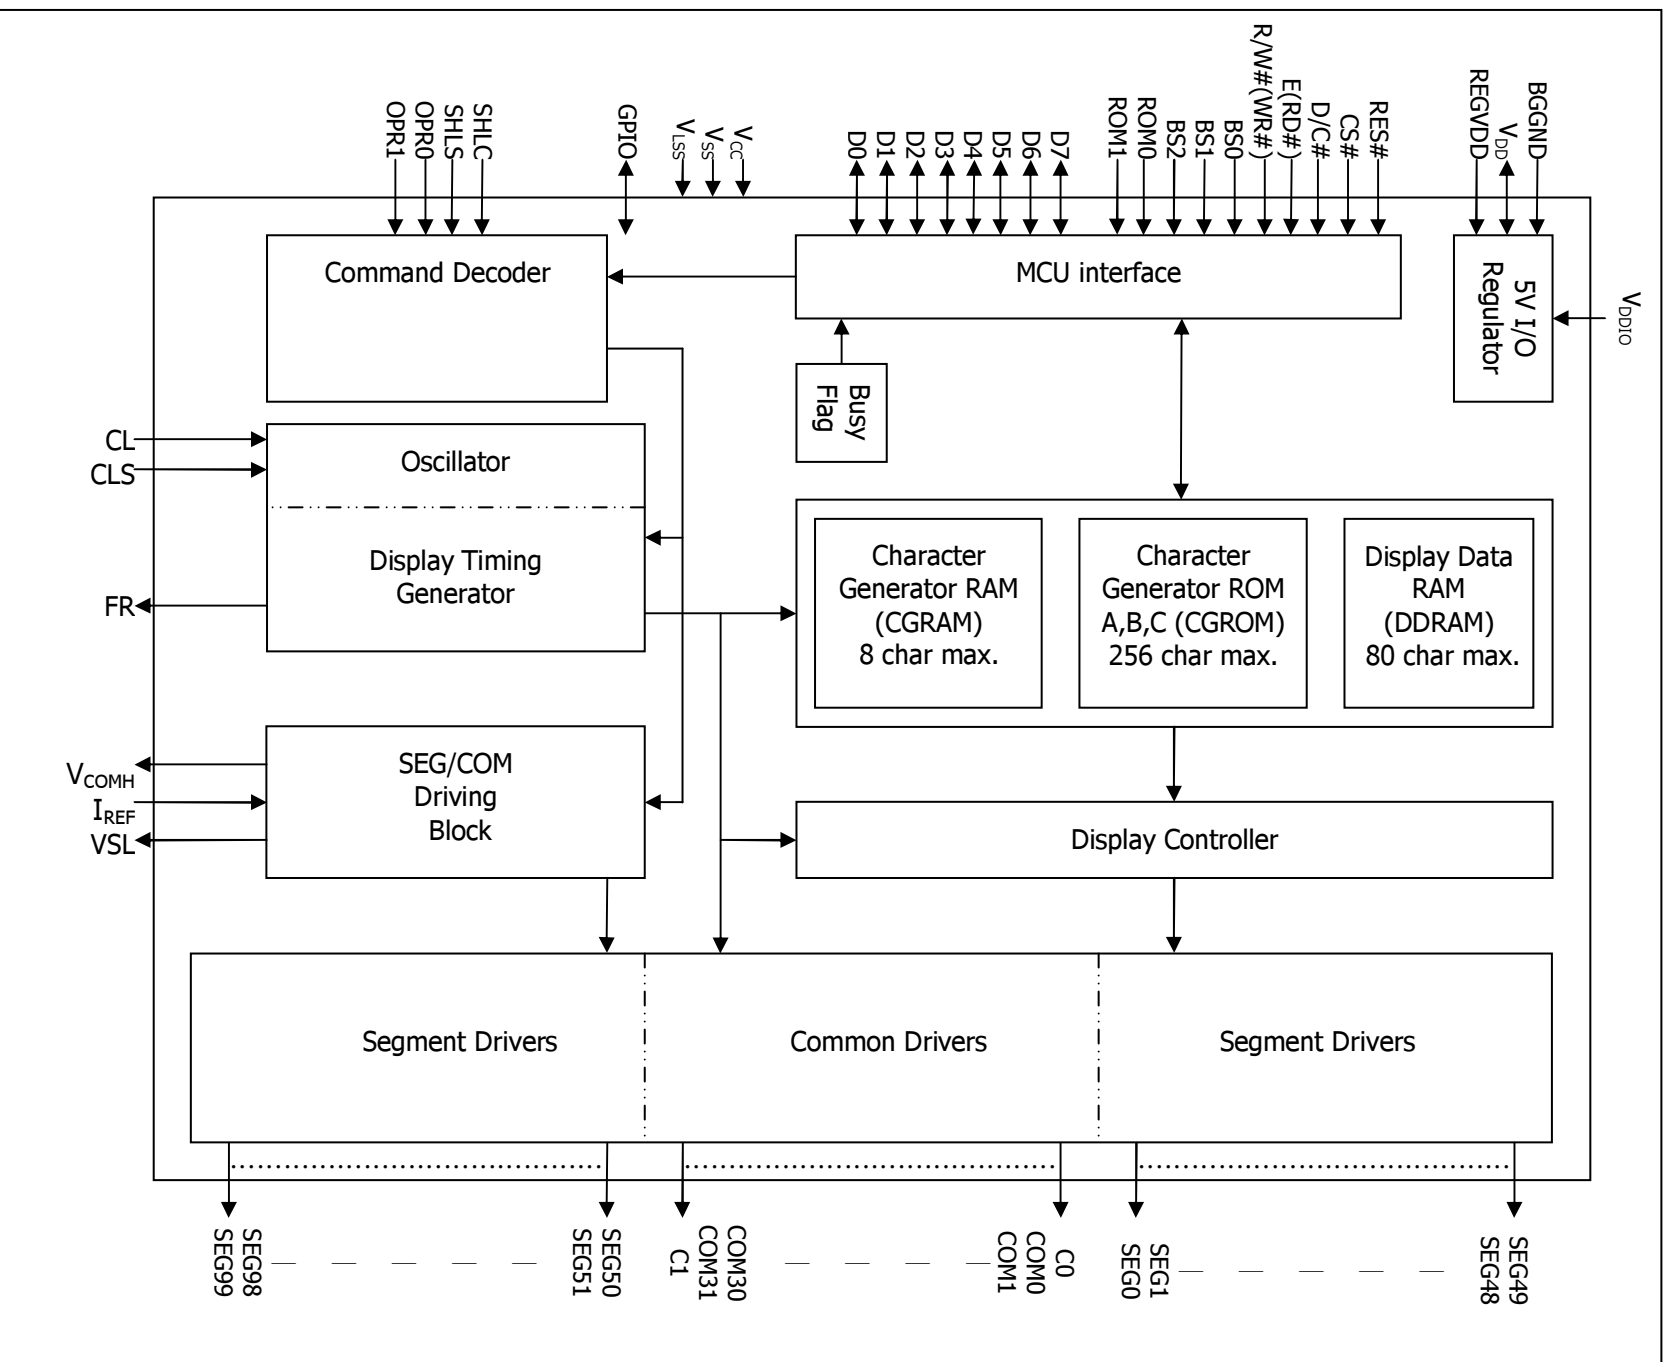 OPR1
OPR0
SHLS
SHLC
GPIO
VLSS
VSS
VCC
D0
D1
D2
D3
D4
D5
D6
D7
ROM1
ROM0
BS2
BS1
BS0
R/W#(WR#)
E(RD#)
D/C#
CS#
RES#
REGVDD
VDD
BGGND
Command Decoder
MCU interface
5V I/O
Regulator
VDDIO
Busy
Flag
CL
CLS
Oscillator
Display Timing
Generator
FR
Character
Generator RAM
(CGRAM)
8 char max.
Character
Generator ROM
A,B,C (CGROM)
256 char max.
Display Data
RAM
(DDRAM)
80 char max.
VCOMH
IREF
VSL
SEG/COM
Driving
Block
Display Controller
Segment Drivers
Common Drivers
Segment Drivers
SEG99
SEG98
SEG51
SEG50
C1
COM31
COM30
COM1
COM0
C0
SEG0
SEG1
SEG48
SEG49